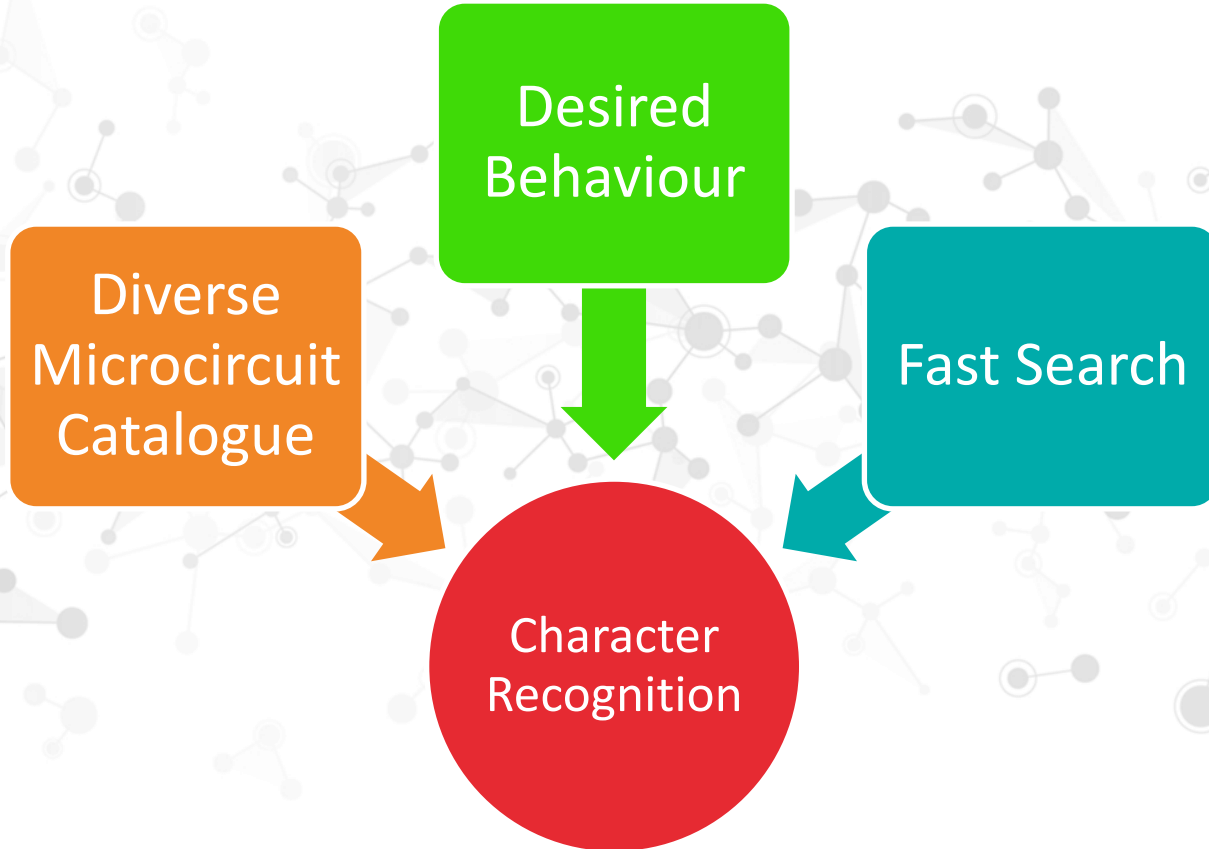 Desired
Behaviour
Diverse
Microcircuit
Catalogue
Fast Search
Character
Recognition